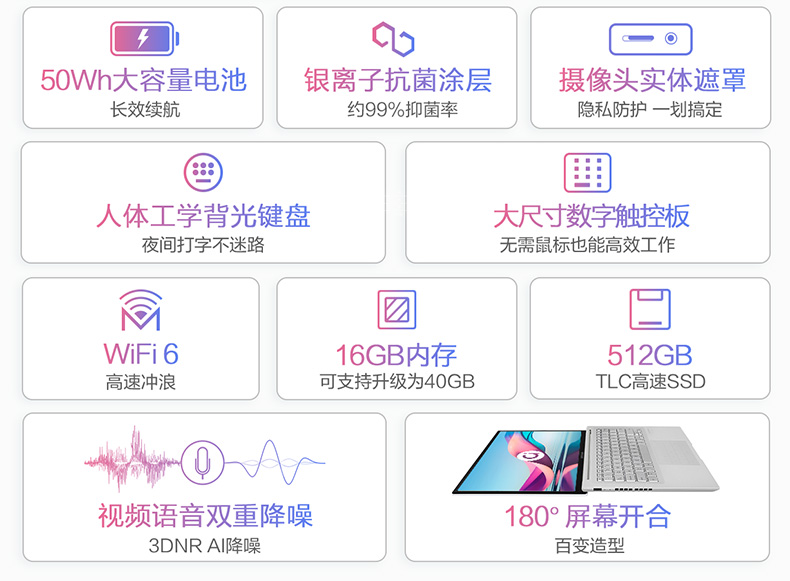 50Wh大容量电池
长效续航
银离子抗菌涂层
约99%抑菌率
摄像头实体遮罩
隐私防护 一划搞定
人体工学背光键盘
夜间打字不迷路
大尺寸数字触控板
无需鼠标也能高效工作
WiFi 6
高速冲浪
16GB内存
可支持升级为40GB
512GB
TLC高速SSD
视频语音双重降噪
3DNR AI降噪
180° 屏幕开合
百变造型